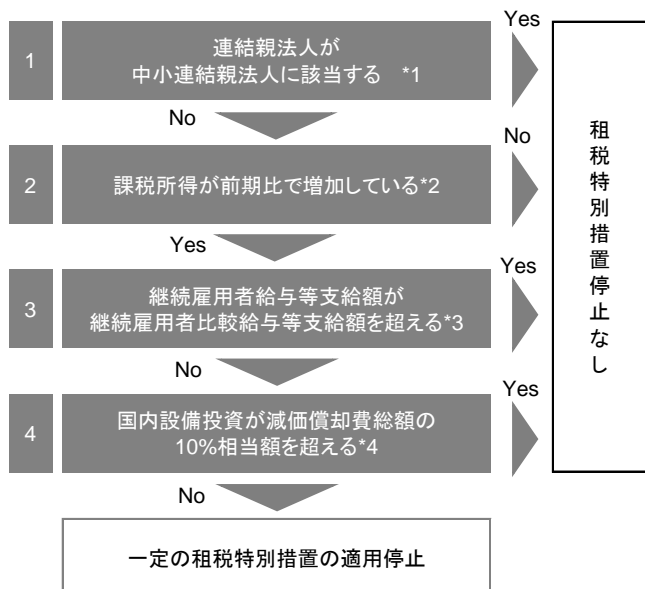 Yes
1
連結親法人が
中小連結親法人に該当する　*1
No
No
2
課税所得が前期比で増加している*2
Yes
Yes
3
継続雇用者給与等支給額が
継続雇用者比較給与等支給額を超える*3
No
Yes
4
国内設備投資が減価償却費総額の
10%相当額を超える*4
No
租税特別措置停止なし
一定の租税特別措置の適用停止